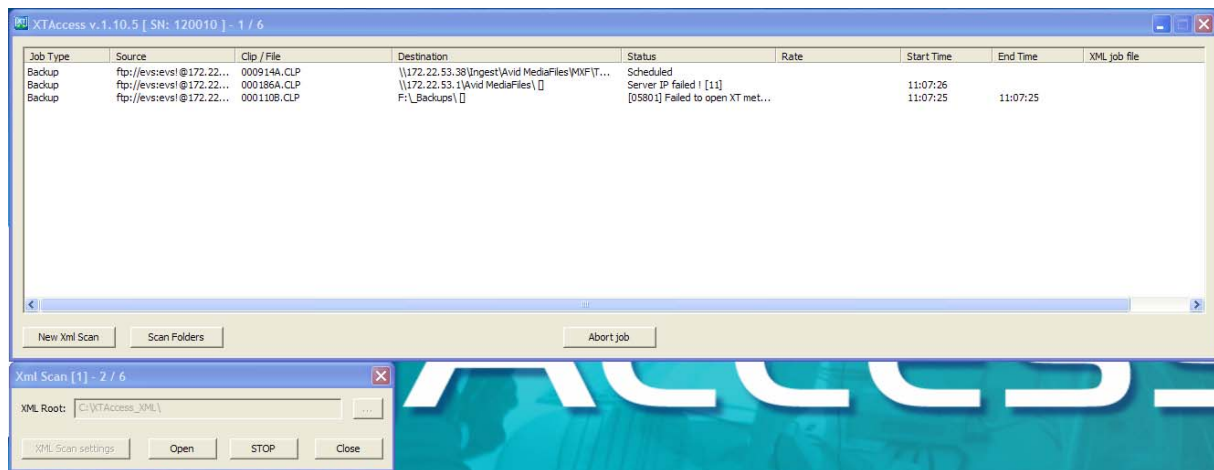 XTAccess v.1.10.5 [ SN: 120010 ] - 1 / 6
Job Type Source Clip / File Destination Status Rate Start Time End Time XML job file
Backup ftp://evs:evs!@172.22... 000914A.CLP \\172.22.53.38\Ingest\Avid MediaFiles\MXF\T... Scheduled
Backup ftp://evs:evs!@172.22... 000186A.CLP \\172.22.53.1\Avid MediaFiles\ [] Server IP failed ! [11] 11:07:26
Backup ftp://evs:evs!@172.22... 000110B.CLP F:\_Backups\ [] [05801] Failed to open XT met... 11:07:25 11:07:25
New Xml Scan Scan Folders Abort job
Xml Scan [1] - 2 / 6
XML Root: C:\XTAccess_XML\ ...
XML Scan settings Open STOP Close
ACCESS